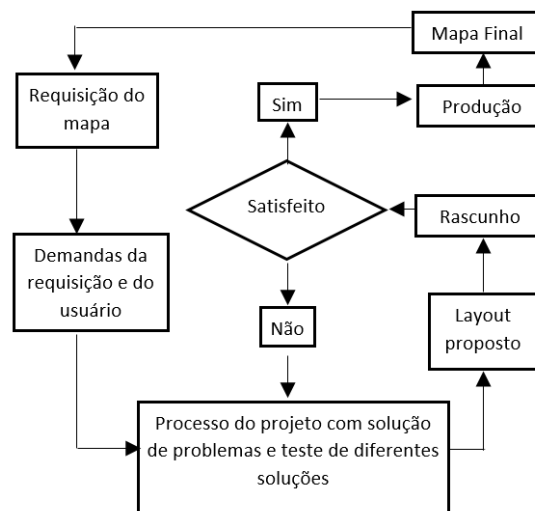 Mapa Final
Requisição do
mapa
Sim
Produção
Satisfeito
Rascunho
Demandas da
requisição e do
usuário
Não
Layout
proposto
Processo do projeto com solução
de problemas e teste de diferentes
soluções